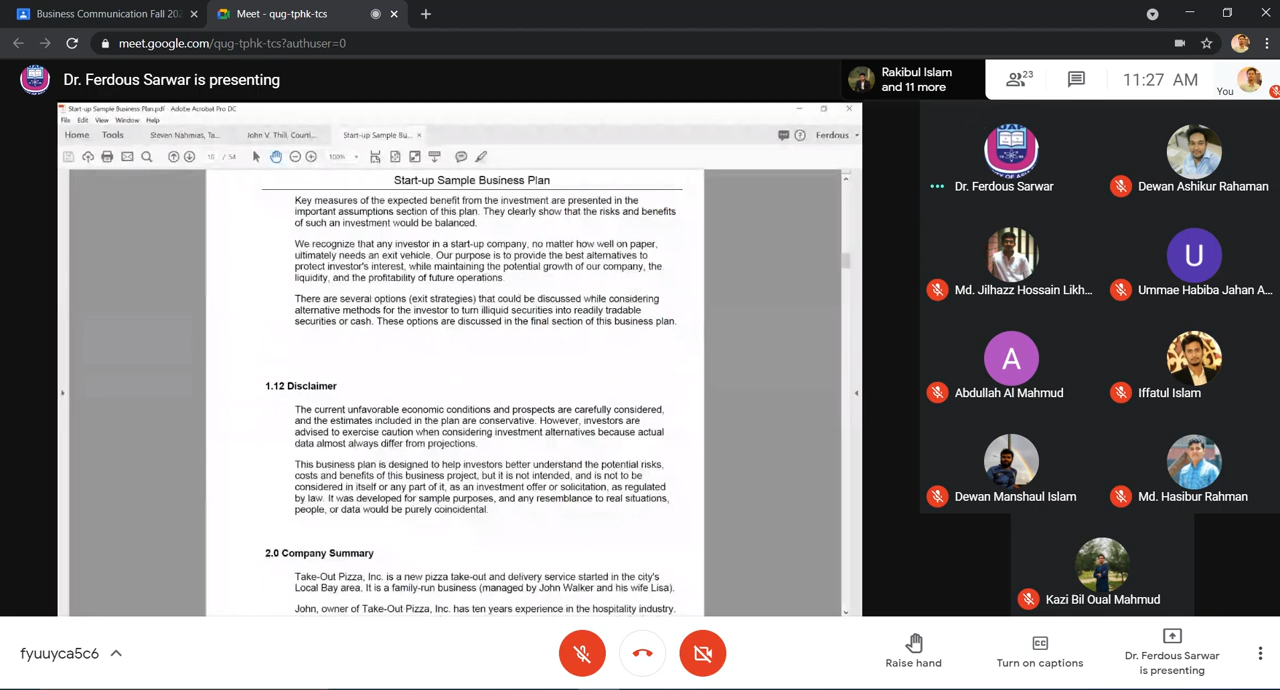 Business Communication Fall 202
Meet - qug-tphk-tcs
meet.google.com/qug-tphk-tcs?authuser=0
Dr. Ferdous Sarwar is presenting
Rakibul Islam
and 11 more
23
11:27 AM
You
Start-up Sample Business Plan.pdf - Adobe Acrobat Pro DC
File Edit View Window Help
Home Tools Steven Nahmias, Ta... John V. Thill, Courtl... Start-up Sample Bu... Ferdous
/ 54 100%
Start-up Sample Business Plan
Key measures of the expected benefit from the investment are presented in the
important assumptions section of this plan. They clearly show that the risks and benefits
of such an investment would be balanced.
We recognize that any investor in a start-up company, no matter how well on paper,
ultimately needs an exit vehicle. Our purpose is to provide the best alternatives to
protect investor's interest, while maintaining the potential growth of our company, the
liquidity, and the profitability of future operations.
There are several options (exit strategies) that could be discussed while considering
alternative methods for the investor to turn illiquid securities into readily tradable
securities or cash. These options are discussed in the final section of this business plan.
1.12 Disclaimer
The current unfavorable economic conditions and prospects are carefully considered,
and the estimates included in the plan are conservative. However, investors are
advised to exercise caution when considering investment alternatives because actual
data almost always differ from projections.
This business plan is designed to help investors better understand the potential risks,
costs and benefits of this business project, but it is not intended, and is not to be
considered in itself or any part of it, as an investment offer or solicitation, as regulated
by law. It was developed for sample purposes, and any resemblance to real situations,
people, or data would be purely coincidental.
2.0 Company Summary
Take-Out Pizza, Inc. is a new pizza take-out and delivery service started in the city's
Local Bay area. It is a family-run business (managed by John Walker and his wife Lisa).
John, owner of Take-Out Pizza, Inc. has ten years experience in the hospitality industry.
Dr. Ferdous Sarwar
Dewan Ashikur Rahaman
Md. Jilhazz Hossain Likh...
U
Ummae Habiba Jahan A...
A
Abdullah Al Mahmud
Iffatul Islam
Dewan Manshaul Islam
Md. Hasibur Rahman
Kazi Bil Oual Mahmud
fyuuyca5c6
Raise hand
Turn on captions
Dr. Ferdous Sarwar
is presenting